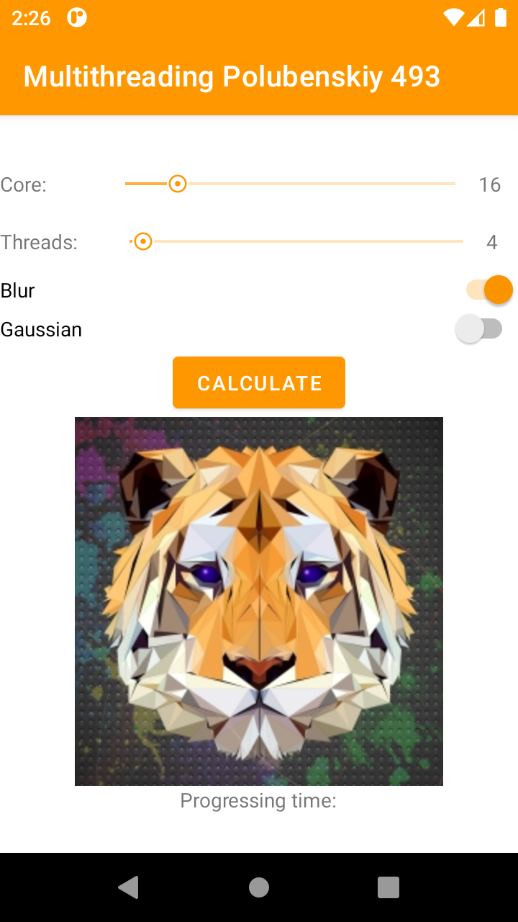 2:26
Multithreading Polubenskiy 493
Core: 16
Threads: 4
Blur
Gaussian
CALCULATE
Progressing time: